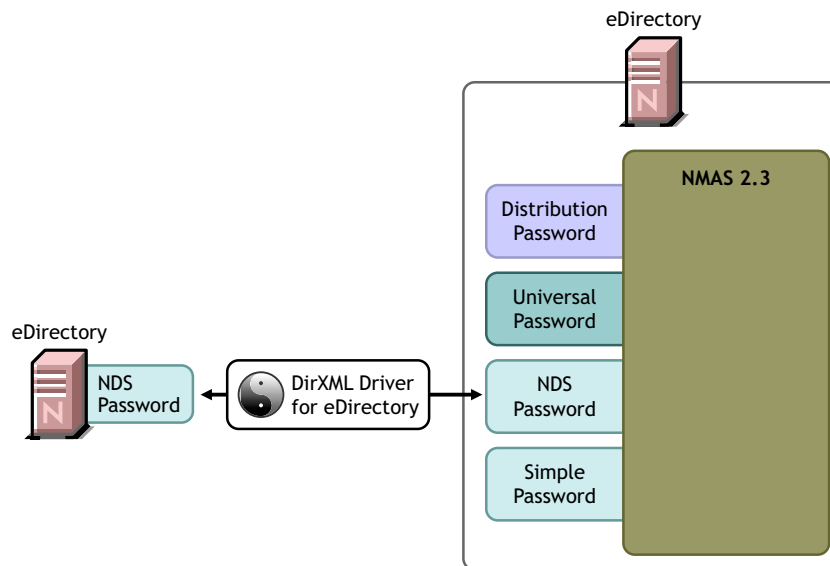 eDirectory
N
NMAS 2.3
Distribution
Password
Universal
Password
eDirectory
N
NDS
Password
DirXML Driver
for eDirectory
NDS
Password
Simple
Password